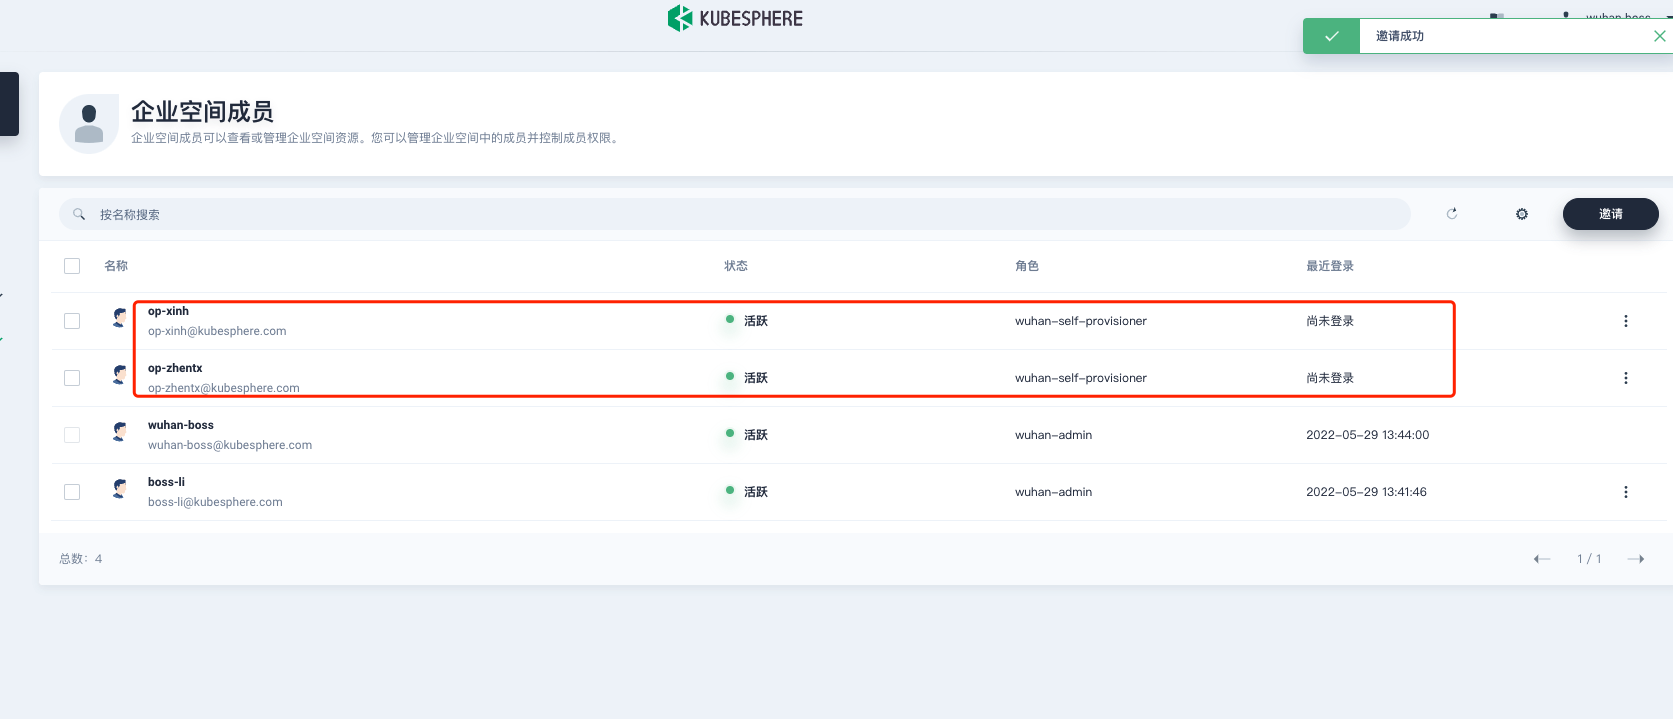 KUBESPHERE
wuhan-boss
邀请成功
企业空间成员
企业空间成员可以查看或管理企业空间资源。您可以管理企业空间中的成员并控制成员权限。
按名称搜索
邀请
名称 状态 角色 最近登录
op-xinh
op-xinh@kubesphere.com 活跃 wuhan-self-provisioner 尚未登录
op-zhentx
op-zhentx@kubesphere.com 活跃 wuhan-self-provisioner 尚未登录
wuhan-boss
wuhan-boss@kubesphere.com 活跃 wuhan-admin 2022-05-29 13:44:00
boss-li
boss-li@kubesphere.com 活跃 wuhan-admin 2022-05-29 13:41:46
总数：4 1 / 1